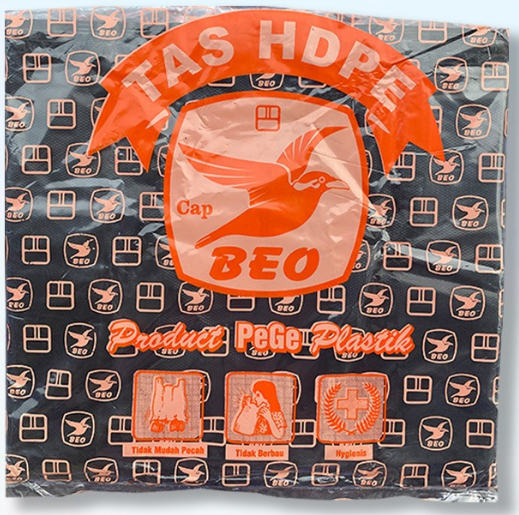 TAS HDPE
Cap
BEO
Product PeGe Plastik
Tidak Mudah Pecah
Tidak Berbau
Hygienis